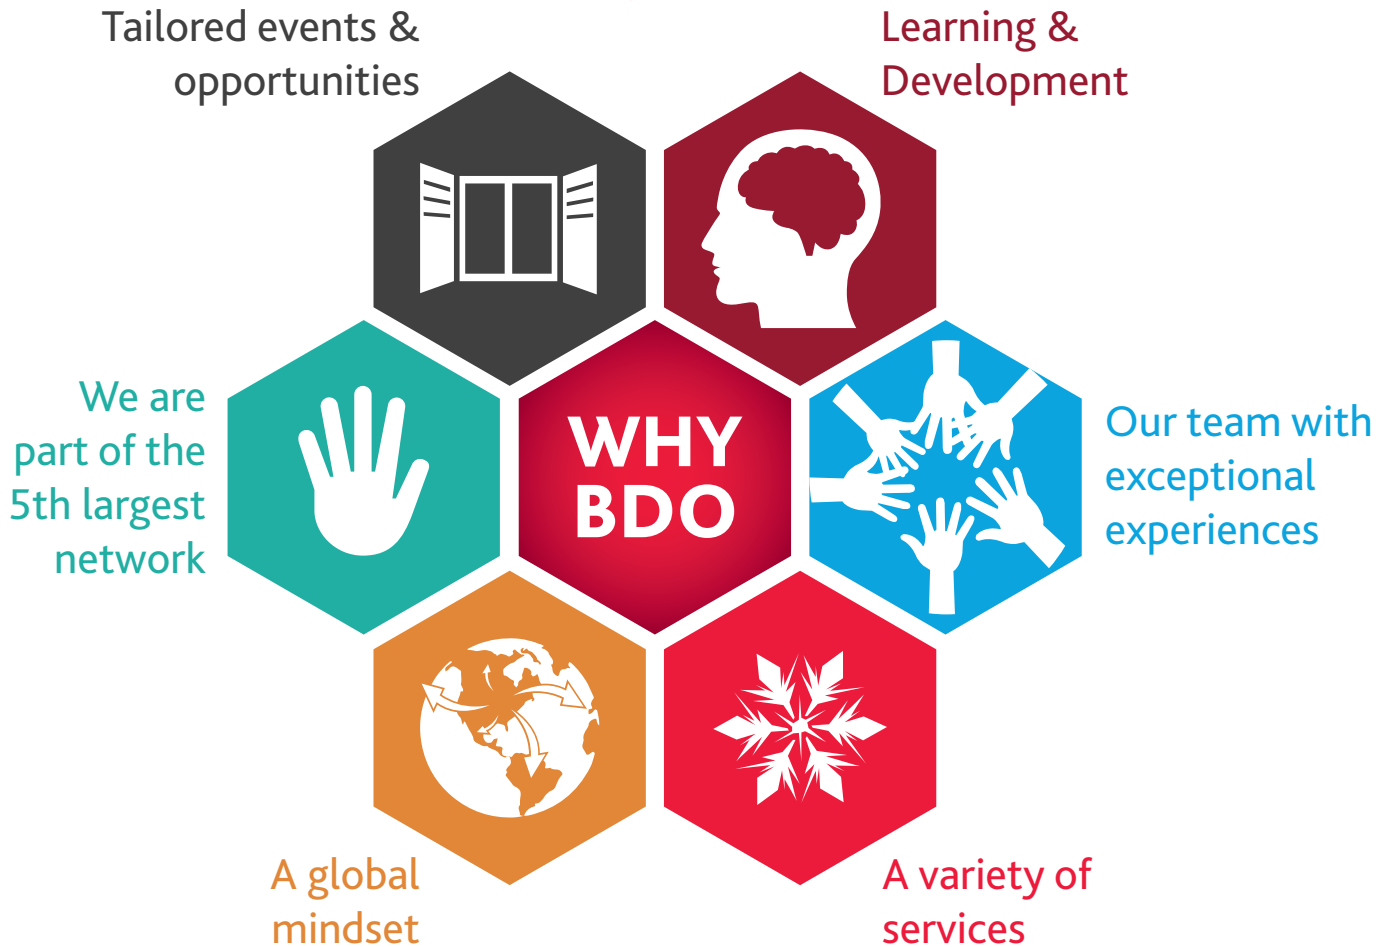 Tailored events &
opportunities
Learning &
Development
We are
part of the
5th largest
network
WHY
BDO
Our team with
exceptional
experiences
A global
mindset
A variety of
services